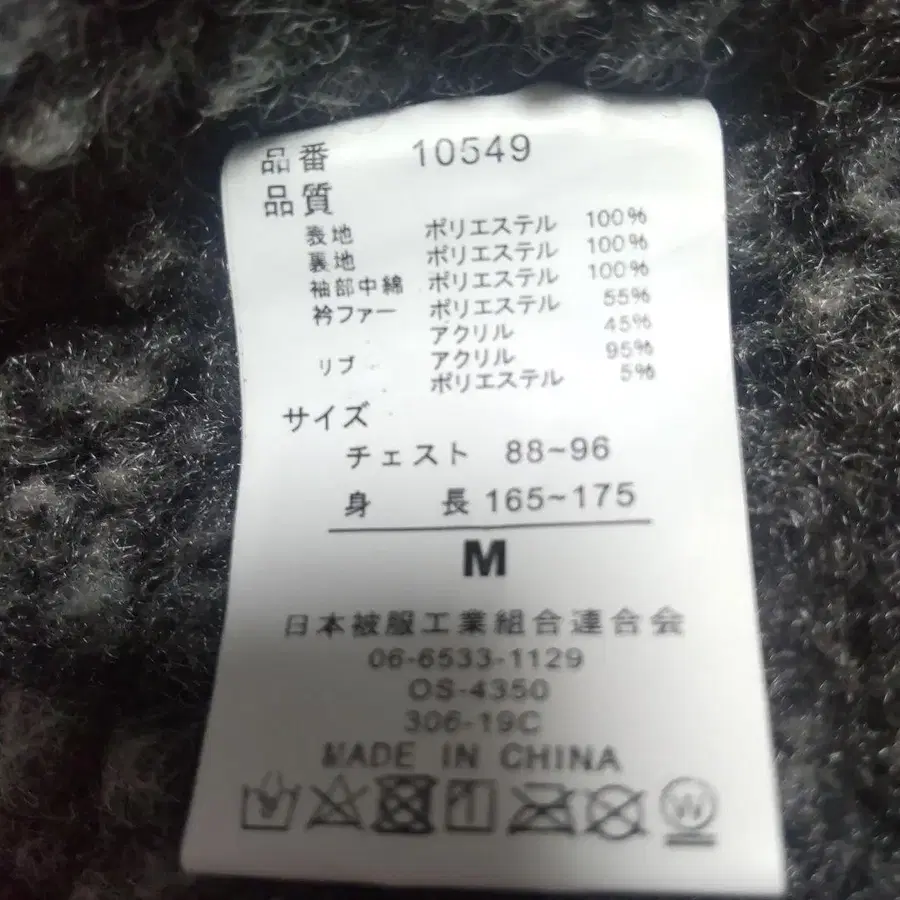 品番 10549
品質
表地 ポリエステル 100%
裏地 ポリエステル 100%
袖部中綿 ポリエステル 100%
衿ファー ポリエステル 55%
アクリル 45%
リブ アクリル 95%
ポリエステル 5%
サイズ
チェスト 88~96
身長 165~175
M
日本被服工業組合連合会
06-6533-1129
OS-4350
306-19C
MADE IN CHINA
W